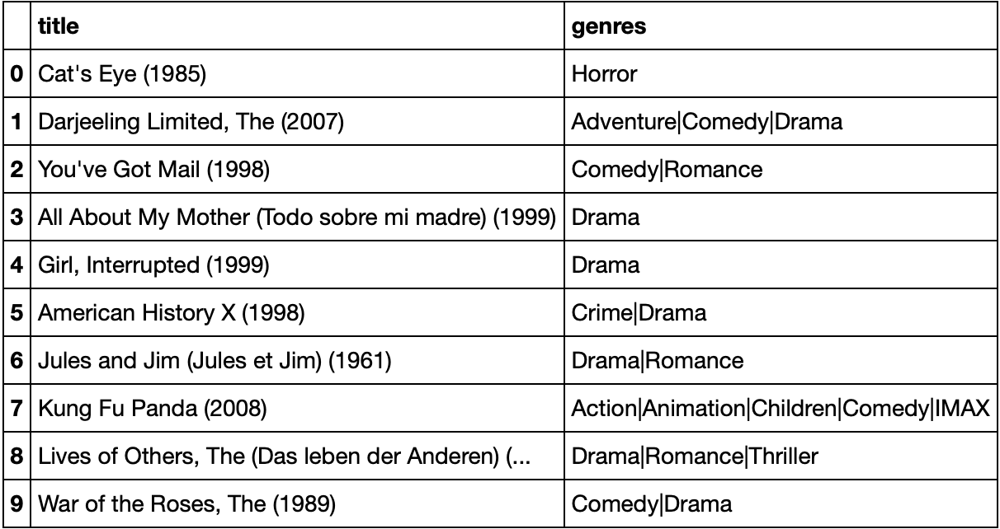 title genres
0 Cat's Eye (1985) Horror
1 Darjeeling Limited, The (2007) Adventure|Comedy|Drama
2 You've Got Mail (1998) Comedy|Romance
3 All About My Mother (Todo sobre mi madre) (1999) Drama
4 Girl, Interrupted (1999) Drama
5 American History X (1998) Crime|Drama
6 Jules and Jim (Jules et Jim) (1961) Drama|Romance
7 Kung Fu Panda (2008) Action|Animation|Children|Comedy|IMAX
8 Lives of Others, The (Das leben der Anderen) (... Drama|Romance|Thriller
9 War of the Roses, The (1989) Comedy|Drama